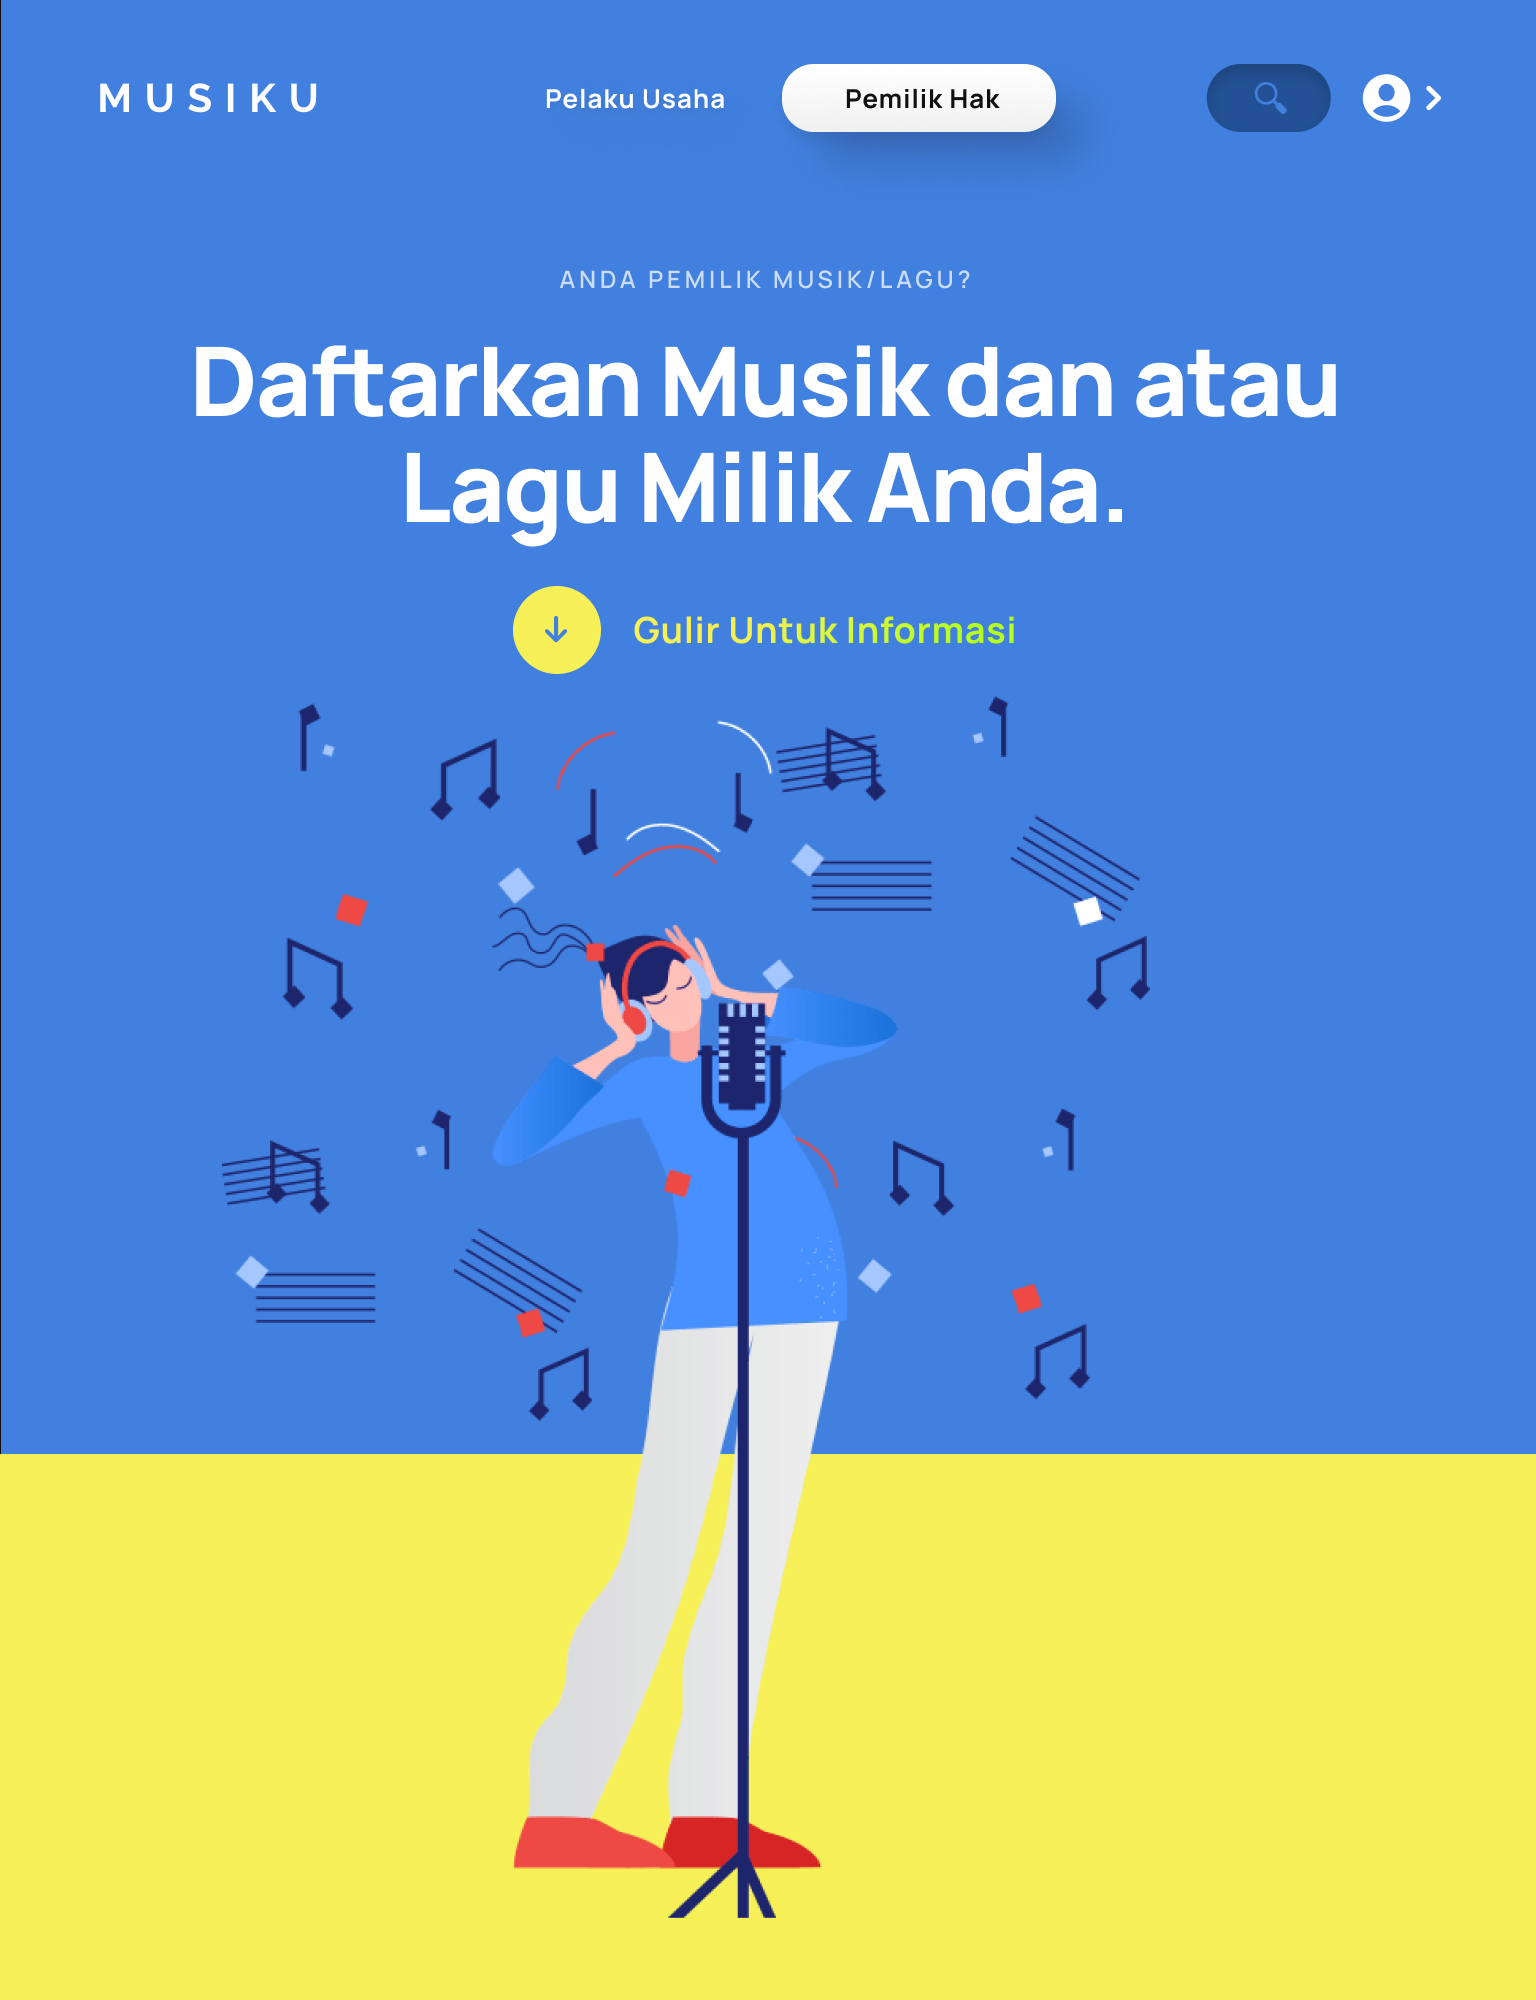 MUSIKU
Pelaku Usaha
Pemilik Hak
ANDA PEMILIK MUSIK/LAGU?
Daftarkan Musik dan atau
Lagu Milik Anda.
Gulir Untuk Informasi